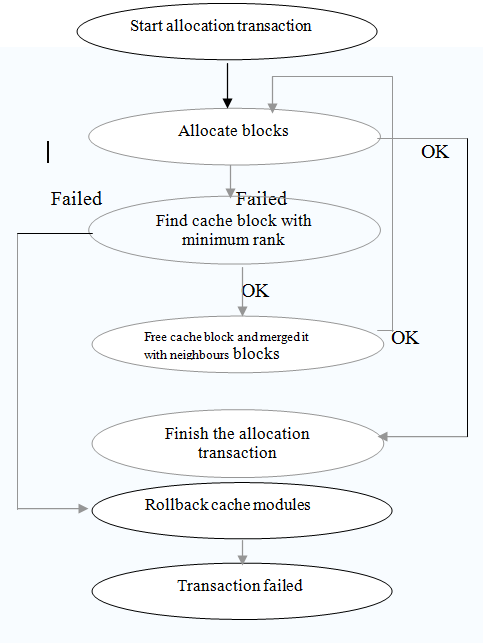 Start allocation transaction
Allocate blocks
OK
Failed
Failed
Find cache block with
minimum rank
OK
Free cache block and merged it
with neighbours blocks
OK
Finish the allocation
transaction
Rollback cache modules
Transaction failed